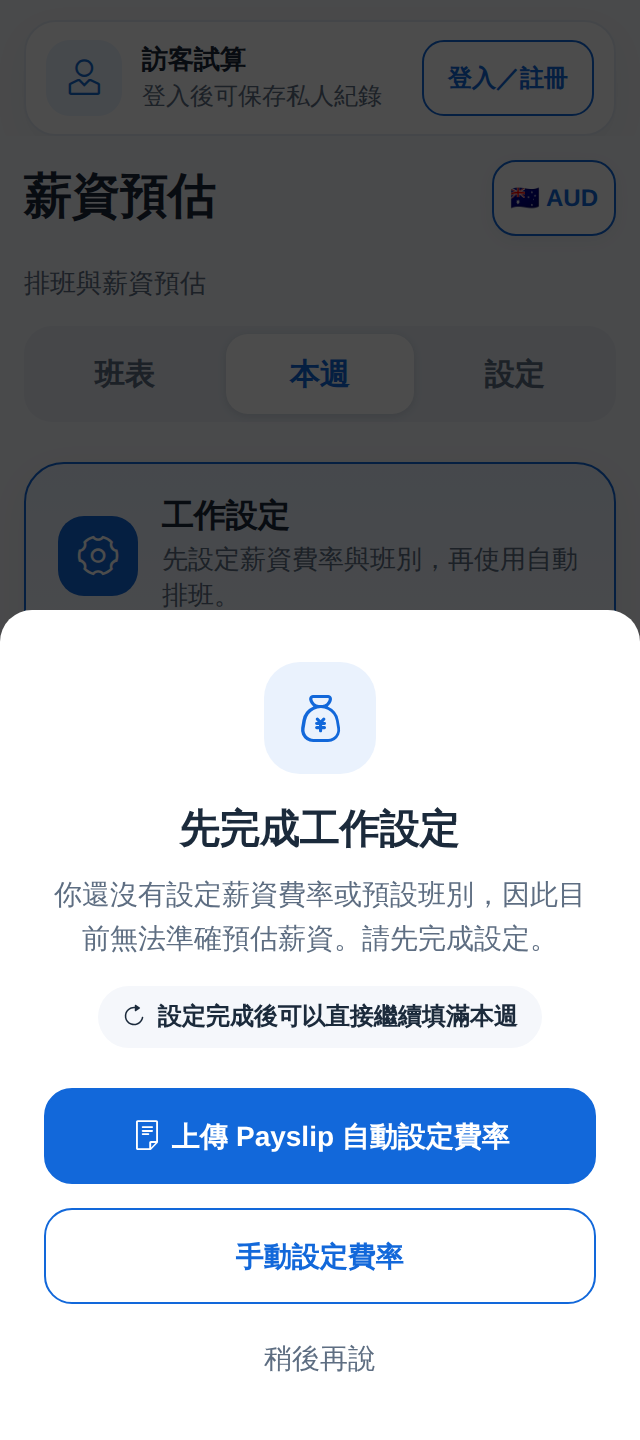 訪客試算
登入後可保存私人紀錄
登入／註冊
薪資預估
🇦🇺 AUD
排班與薪資預估
班表
本週
設定
工作設定
先設定薪資費率與班別，再使用自動
排班。
先完成工作設定
你還沒有設定薪資費率或預設班別，因此目
前無法準確預估薪資。請先完成設定。
設定完成後可以直接繼續填滿本週
上傳 Payslip 自動設定費率
手動設定費率
稍後再說